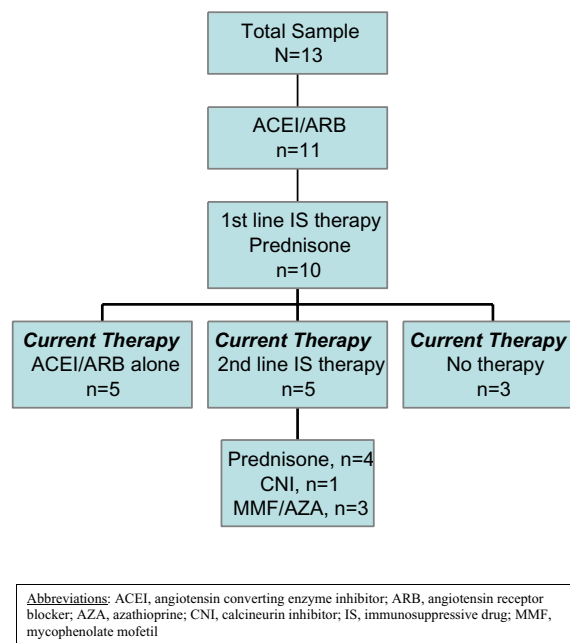 Total Sample
N=13
ACEI/ARB
n=11
1st line IS therapy
Prednisone
n=10
Current Therapy
ACEI/ARB alone
n=5
Current Therapy
2nd line IS therapy
n=5
Current Therapy
No therapy
n=3
Prednisone, n=4
CNI, n=1
MMF/AZA, n=3
Abbreviations: ACEI, angiotensin converting enzyme inhibitor; ARB, angiotensin receptor
blocker; AZA, azathioprine; CNI, calcineurin inhibitor; IS, immunosuppressive drug; MMF,
mycophenolate mofetil